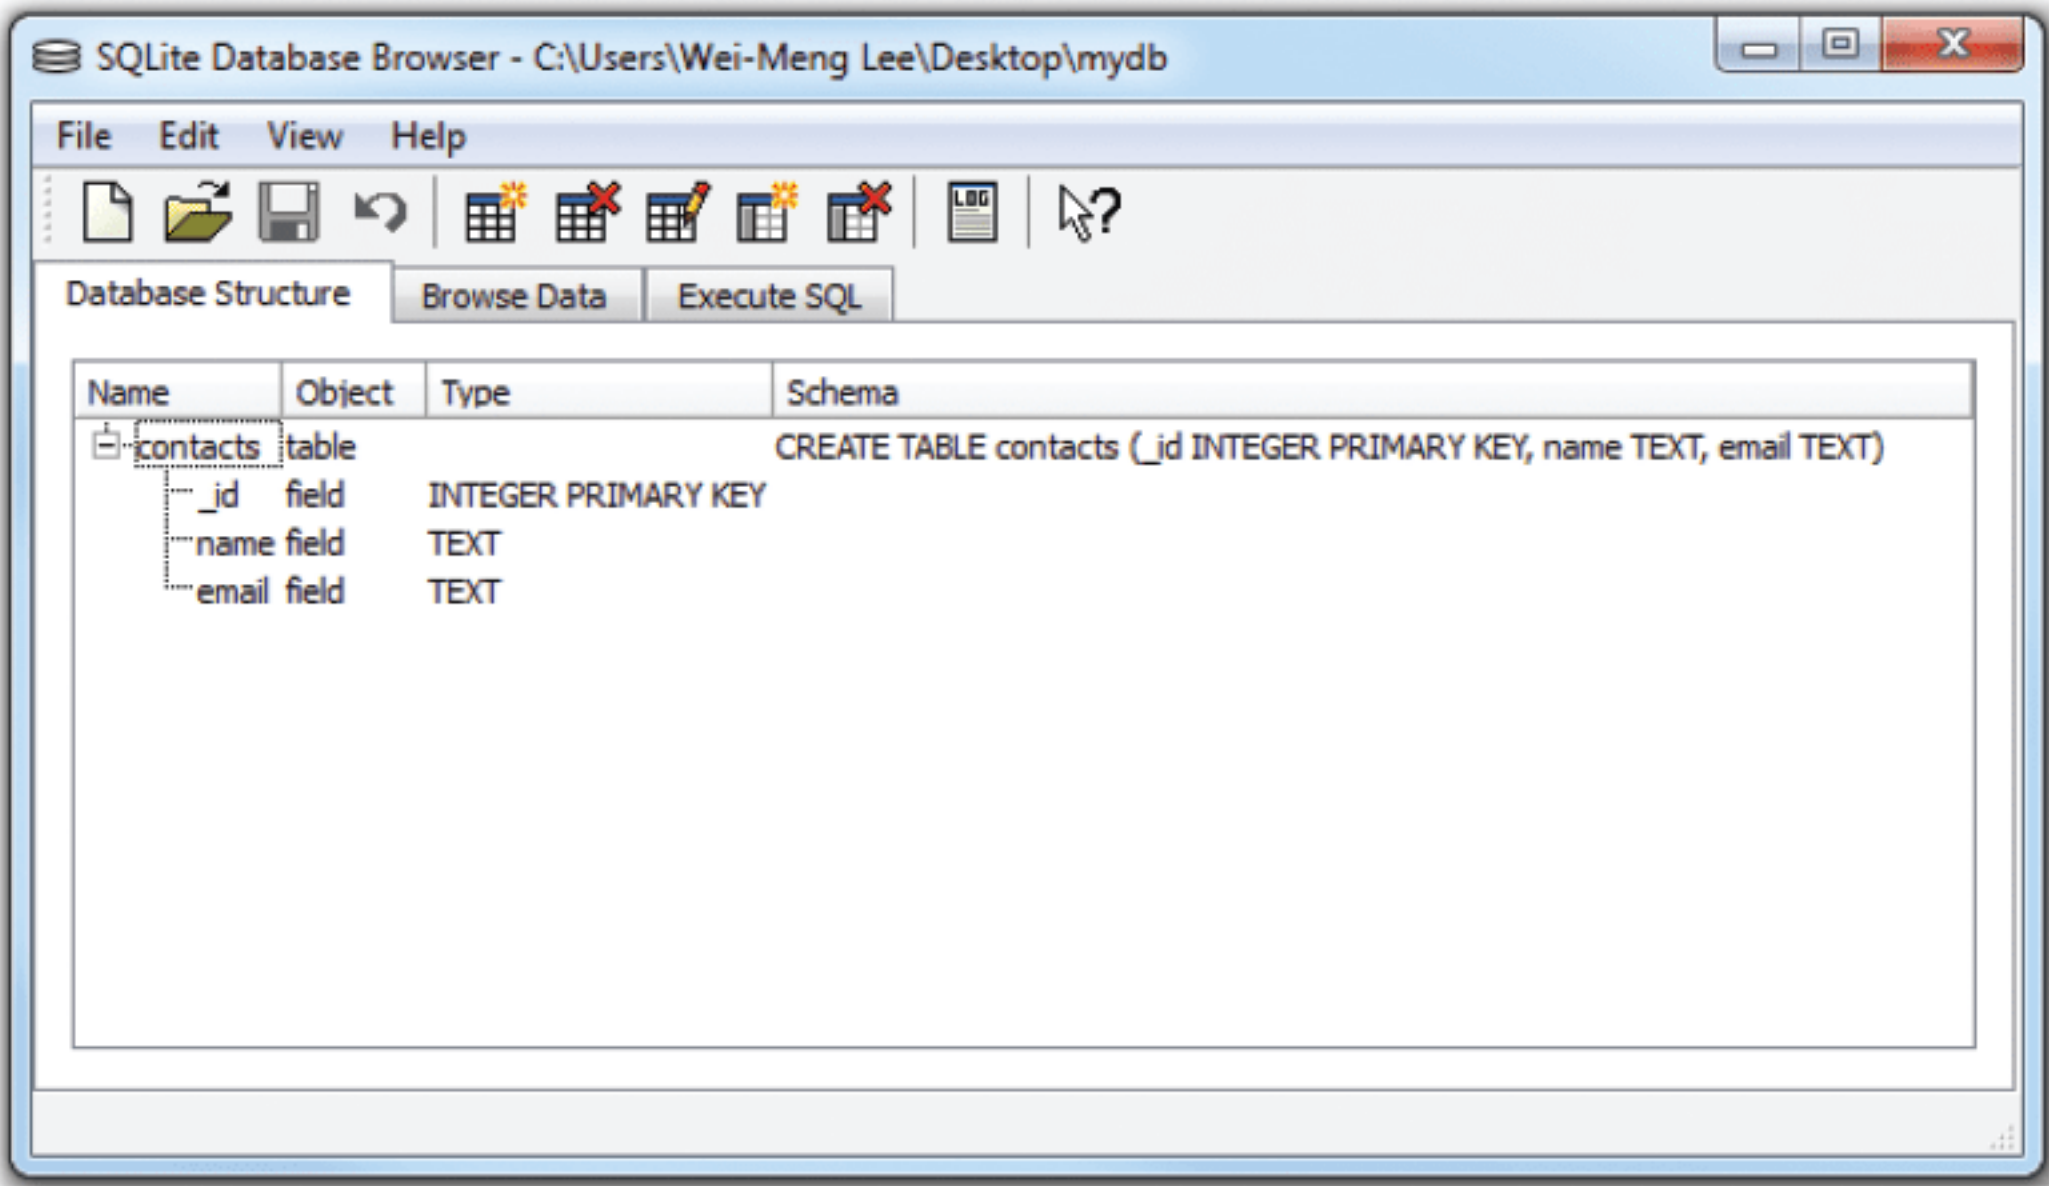 SQLite Database Browser - C:\Users\Wei-Meng Lee\Desktop\mydb
File Edit View Help
LOG
Database Structure Browse Data Execute SQL
Name Object Type Schema
contacts table CREATE TABLE contacts (_id INTEGER PRIMARY KEY, name TEXT, email TEXT)
_id field INTEGER PRIMARY KEY
name field TEXT
email field TEXT